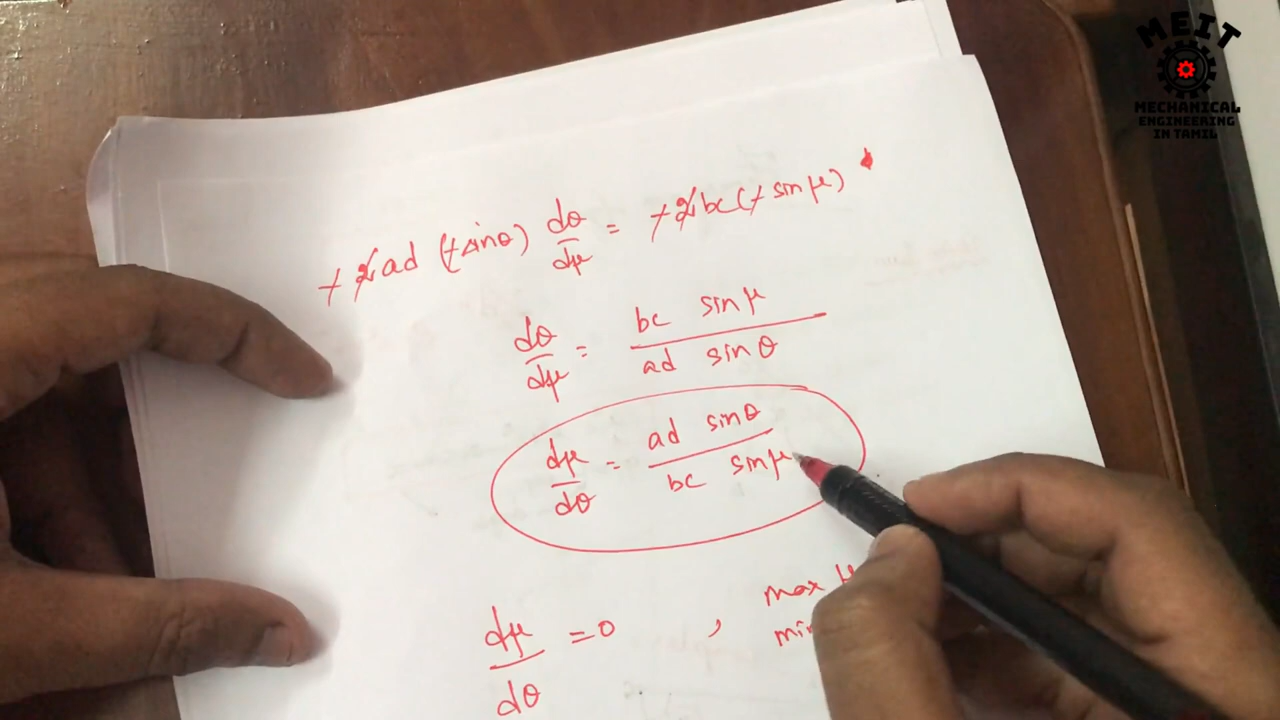 MEIT
MECHANICAL
ENGINEERING
IN TAMIL
+ 2ad (+sinθ) dθ/dμ = +2bc(+sinμ)
dθ/dμ = bc sinμ / ad sinθ
dμ/dθ = ad sinθ / bc sinμ
dμ/dθ = 0 , max μ